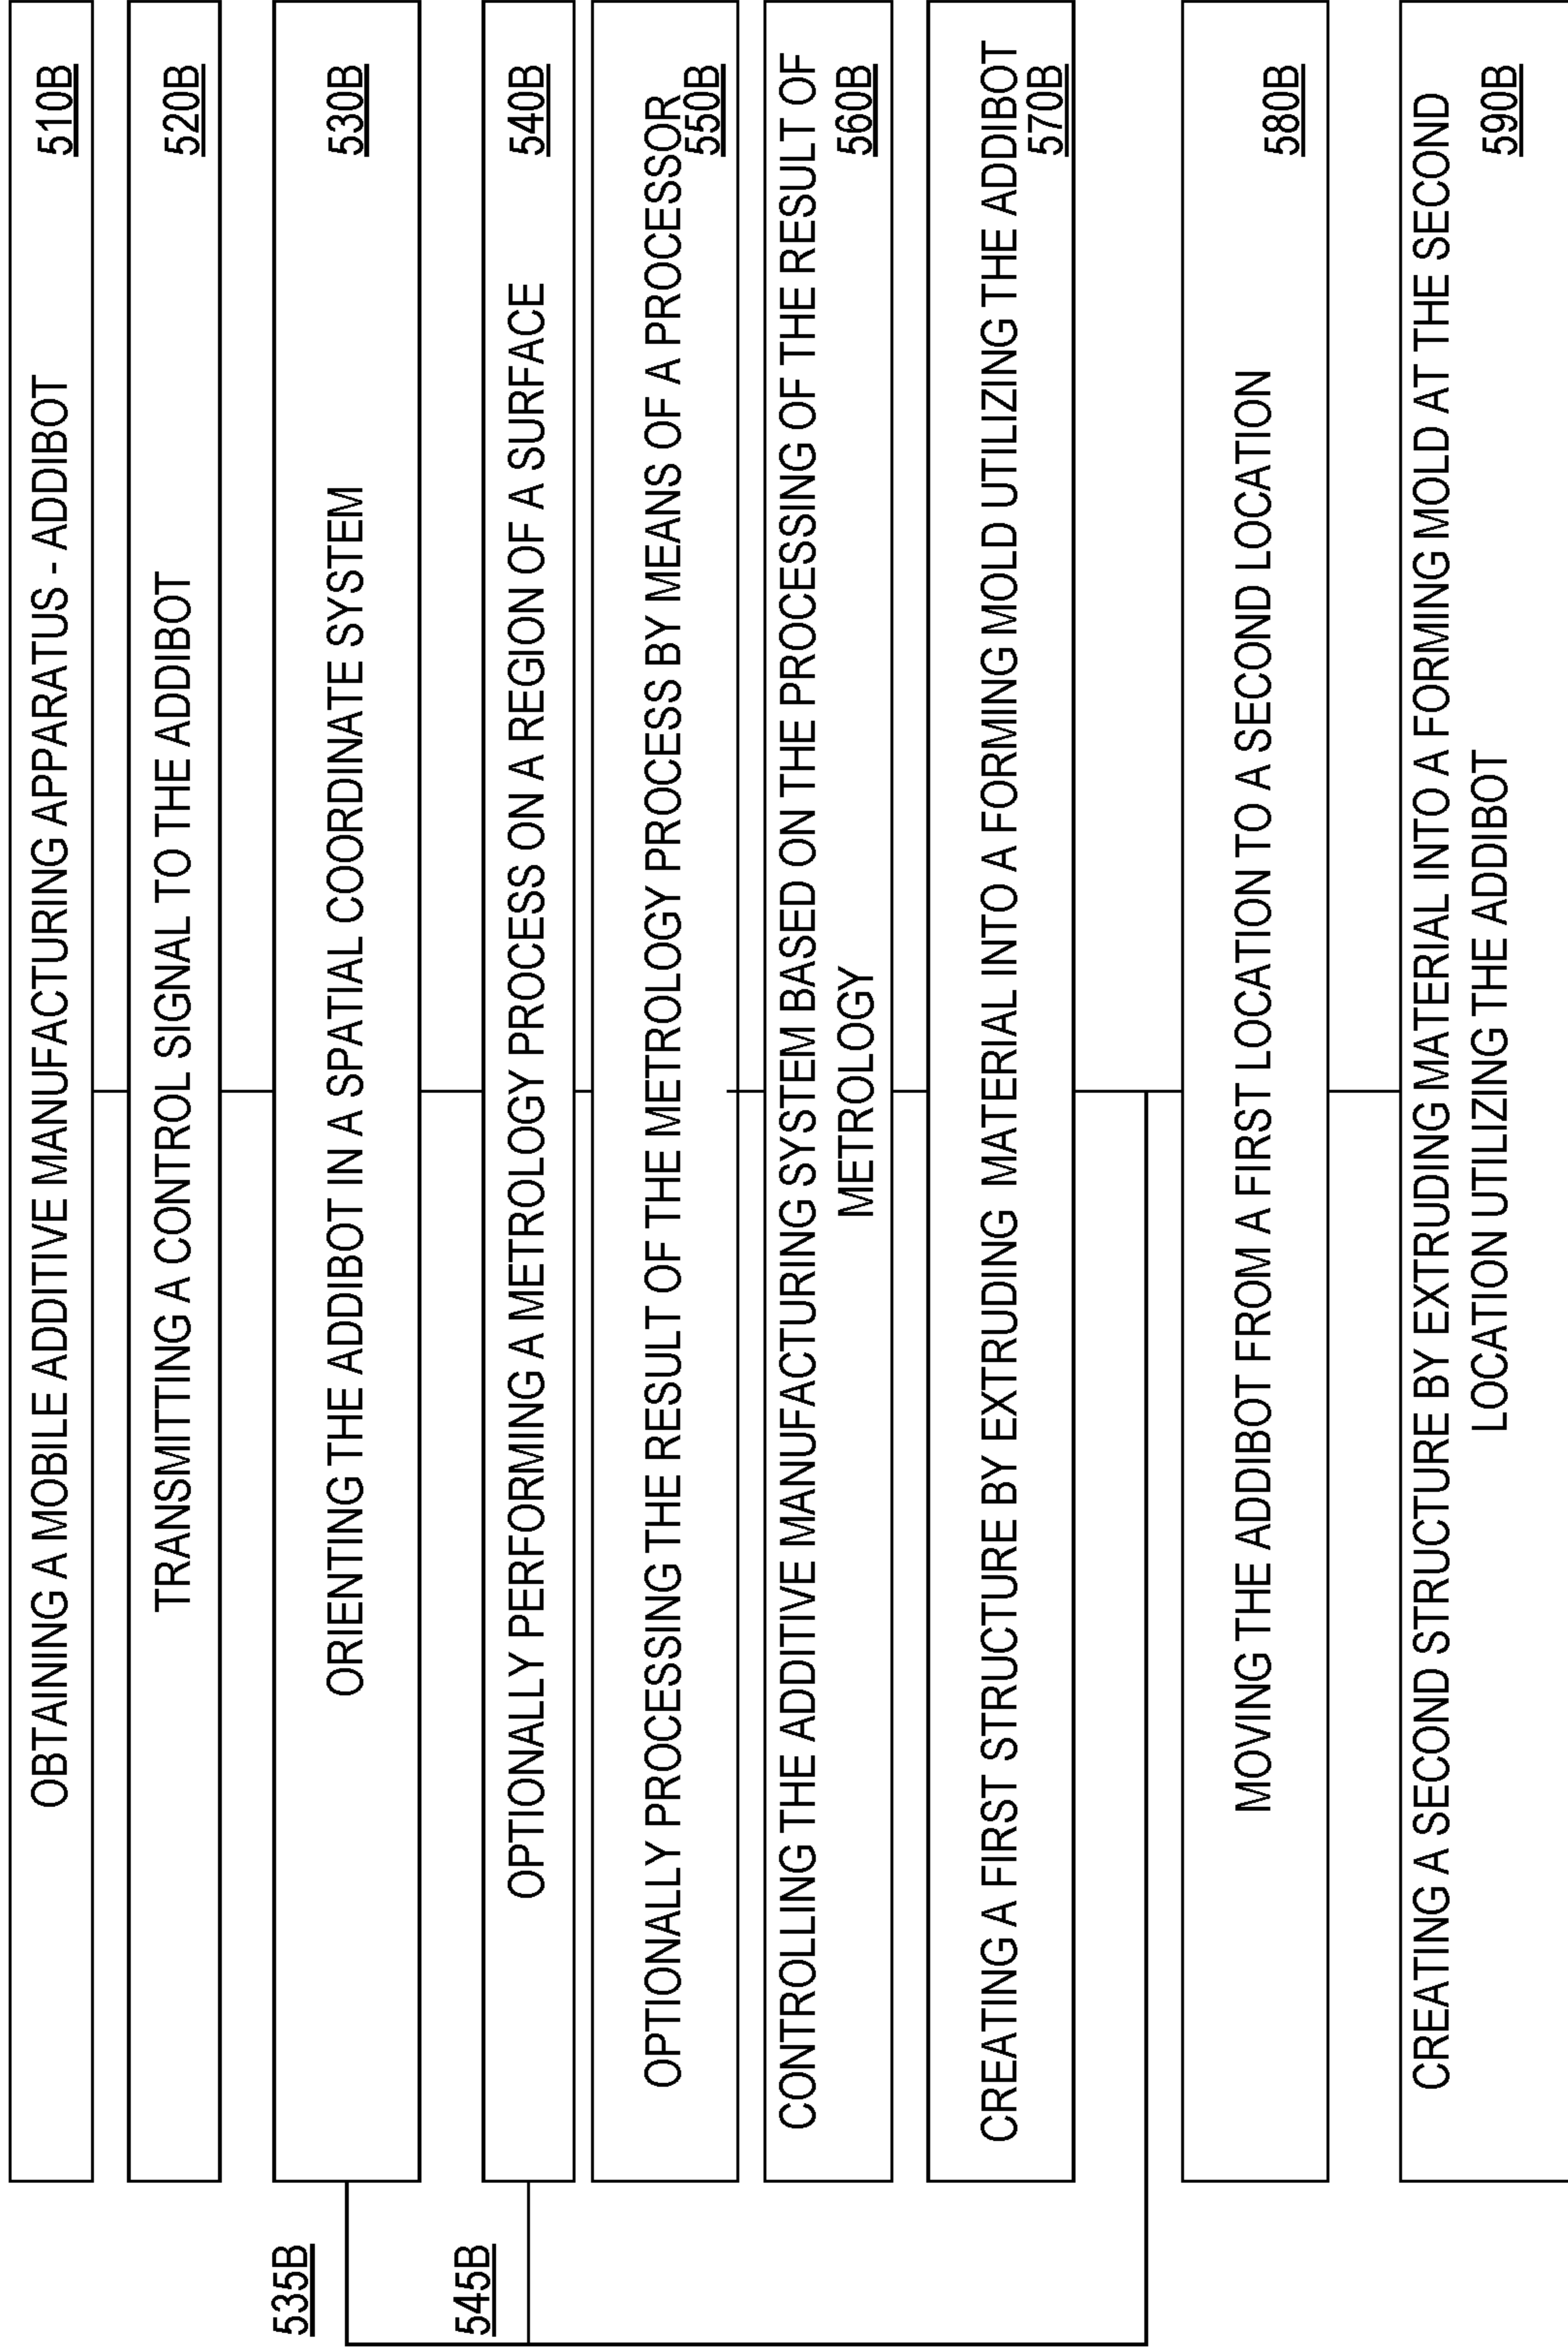 OBTAINING A MOBILE ADDITIVE MANUFACTURING APPARATUS - ADDIBOT
510B
TRANSMITTING A CONTROL SIGNAL TO THE ADDIBOT
520B
ORIENTING THE ADDIBOT IN A SPATIAL COORDINATE SYSTEM
530B
535B
OPTIONALLY PERFORMING A METROLOGY PROCESS ON A REGION OF A SURFACE
540B
545B
OPTIONALLY PROCESSING THE RESULT OF THE METROLOGY PROCESS BY MEANS OF A PROCESSOR
550B
CONTROLLING THE ADDITIVE MANUFACTURING SYSTEM BASED ON THE PROCESSING OF THE RESULT OF
METROLOGY
560B
CREATING A FIRST STRUCTURE BY EXTRUDING MATERIAL INTO A FORMING MOLD UTILIZING THE ADDIBOT
570B
MOVING THE ADDIBOT FROM A FIRST LOCATION TO A SECOND LOCATION
580B
CREATING A SECOND STRUCTURE BY EXTRUDING MATERIAL INTO A FORMING MOLD AT THE SECOND
LOCATION UTILIZING THE ADDIBOT
590B